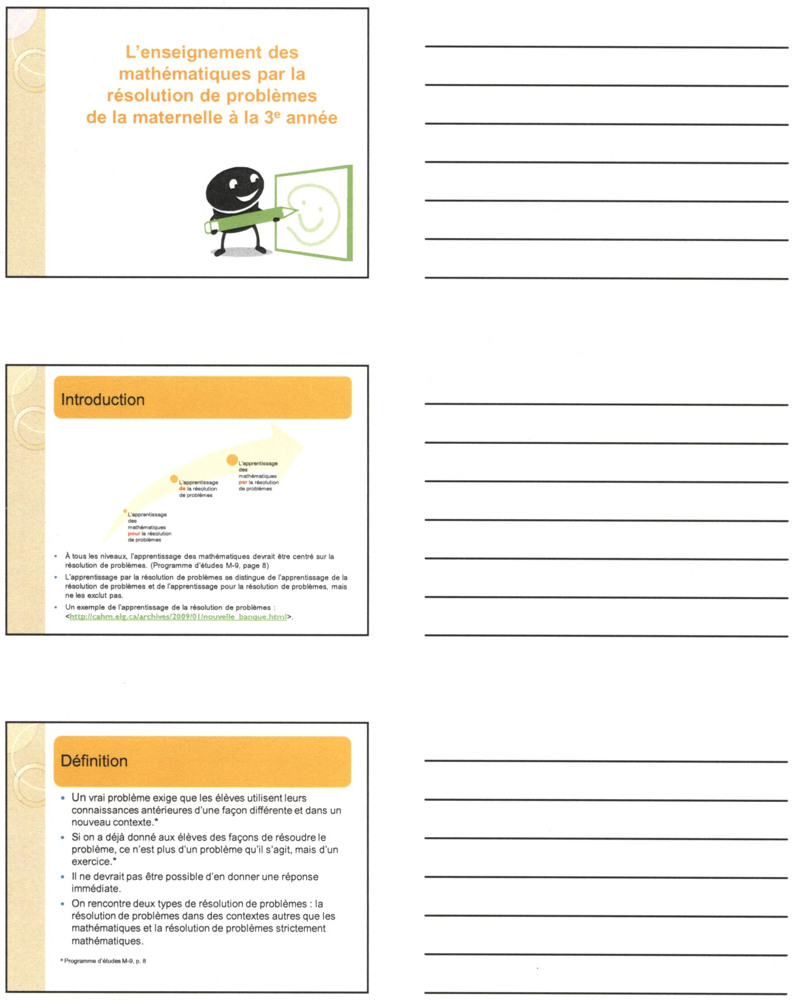 L'enseignement des
mathématiques par la
résolution de problèmes
de la maternelle à la 3e année
Introduction
L'apprentissage
des
mathématiques
pour la résolution
de problèmes
L'apprentissage
de la résolution
de problèmes
L'apprentissage
des
mathématiques
par la résolution
de problèmes
• À tous les niveaux, l'apprentissage des mathématiques devrait être centré sur la
résolution de problèmes. (Programme d'études M-9, page 8)
• L'apprentissage par la résolution de problèmes se distingue de l'apprentissage de la
résolution de problèmes et de l'apprentissage pour la résolution de problèmes, mais
ne les exclut pas.
• Un exemple de l'apprentissage de la résolution de problèmes :
<http://cahm.elg.ca/archives/2009/01/nouvelle_banque.html>.
Définition
• Un vrai problème exige que les élèves utilisent leurs
connaissances antérieures d'une façon différente et dans un
nouveau contexte.*
• Si on a déjà donné aux élèves des façons de résoudre le
problème, ce n'est plus d'un problème qu'il s'agit, mais d'un
exercice.*
• Il ne devrait pas être possible d'en donner une réponse
immédiate.
• On rencontre deux types de résolution de problèmes : la
résolution de problèmes dans des contextes autres que les
mathématiques et la résolution de problèmes strictement
mathématiques.
* Programme d'études M-9, p. 8